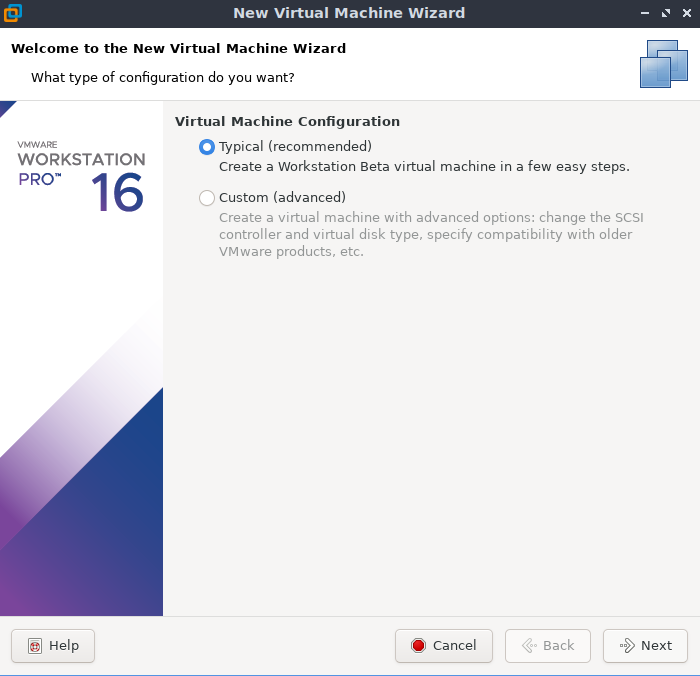 New Virtual Machine Wizard
Welcome to the New Virtual Machine Wizard
What type of configuration do you want?
VMWARE
WORKSTATION
PRO™ 16
Virtual Machine Configuration
Typical (recommended)
Create a Workstation Beta virtual machine in a few easy steps.
Custom (advanced)
Create a virtual machine with advanced options: change the SCSI
controller and virtual disk type, specify compatibility with older
VMware products, etc.
Help
Cancel
Back
Next